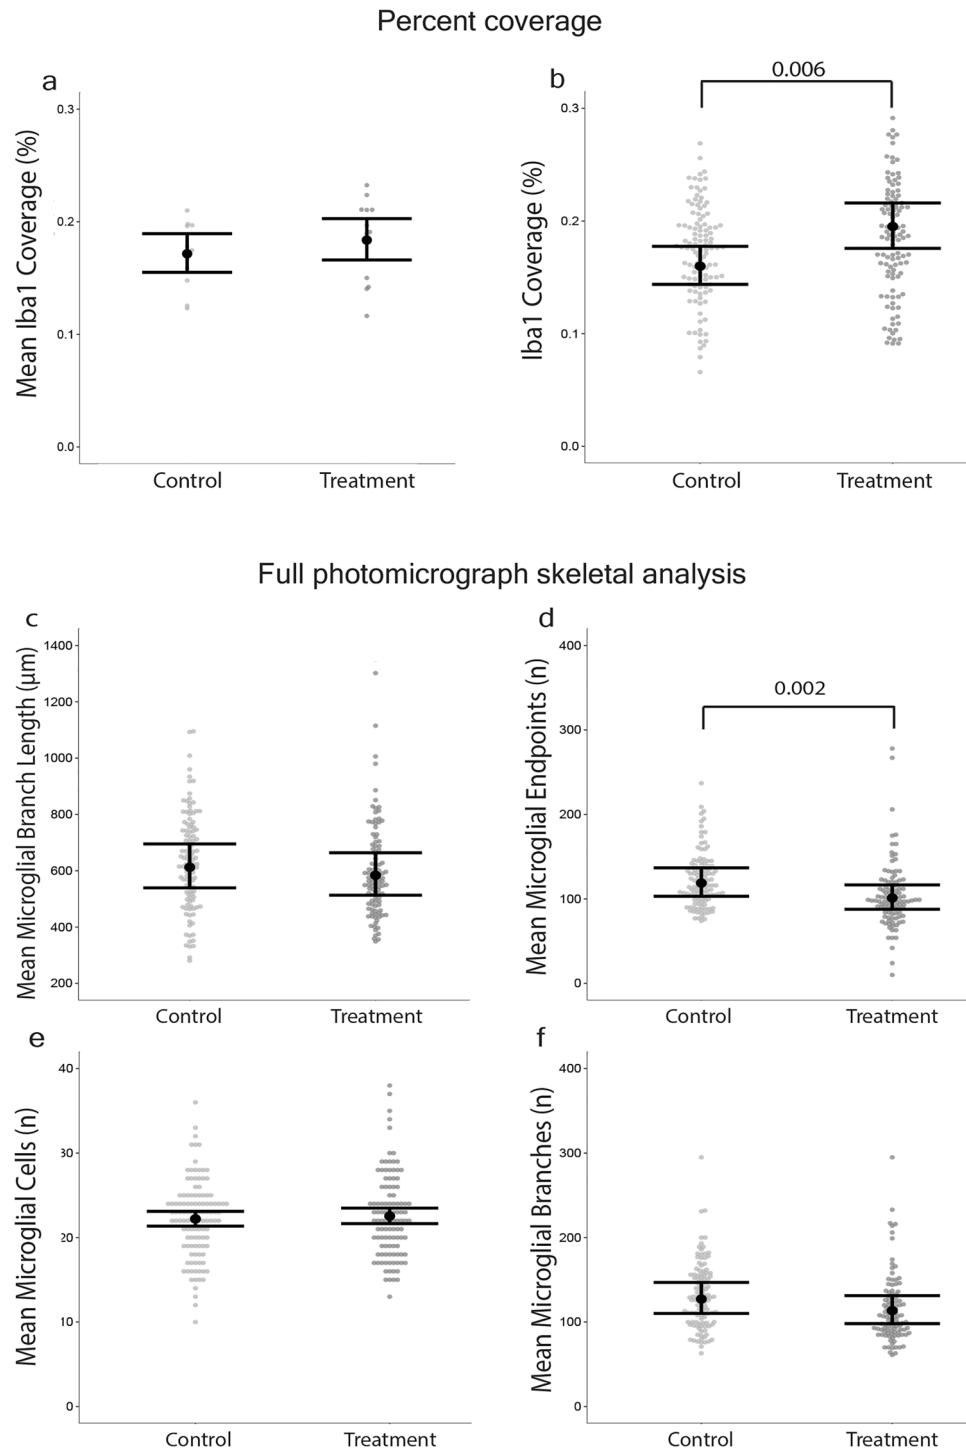 Percent coverage
a
b
0.006
Mean Iba1 Coverage (%)
0.3
0.2
0.1
0.0
Control
Treatment
Iba1 Coverage (%)
0.3
0.2
0.1
0.0
Control
Treatment
Full photomicrograph skeletal analysis
c
Mean Microglial Branch Length (µm)
1400
1200
1000
800
600
400
200
Control
Treatment
d
Mean Microglial Endpoints (n)
0.002
400
300
200
100
0
Control
Treatment
e
Mean Microglial Cells (n)
40
30
20
10
0
Control
Treatment
f
Mean Microglial Branches (n)
400
300
200
100
0
Control
Treatment